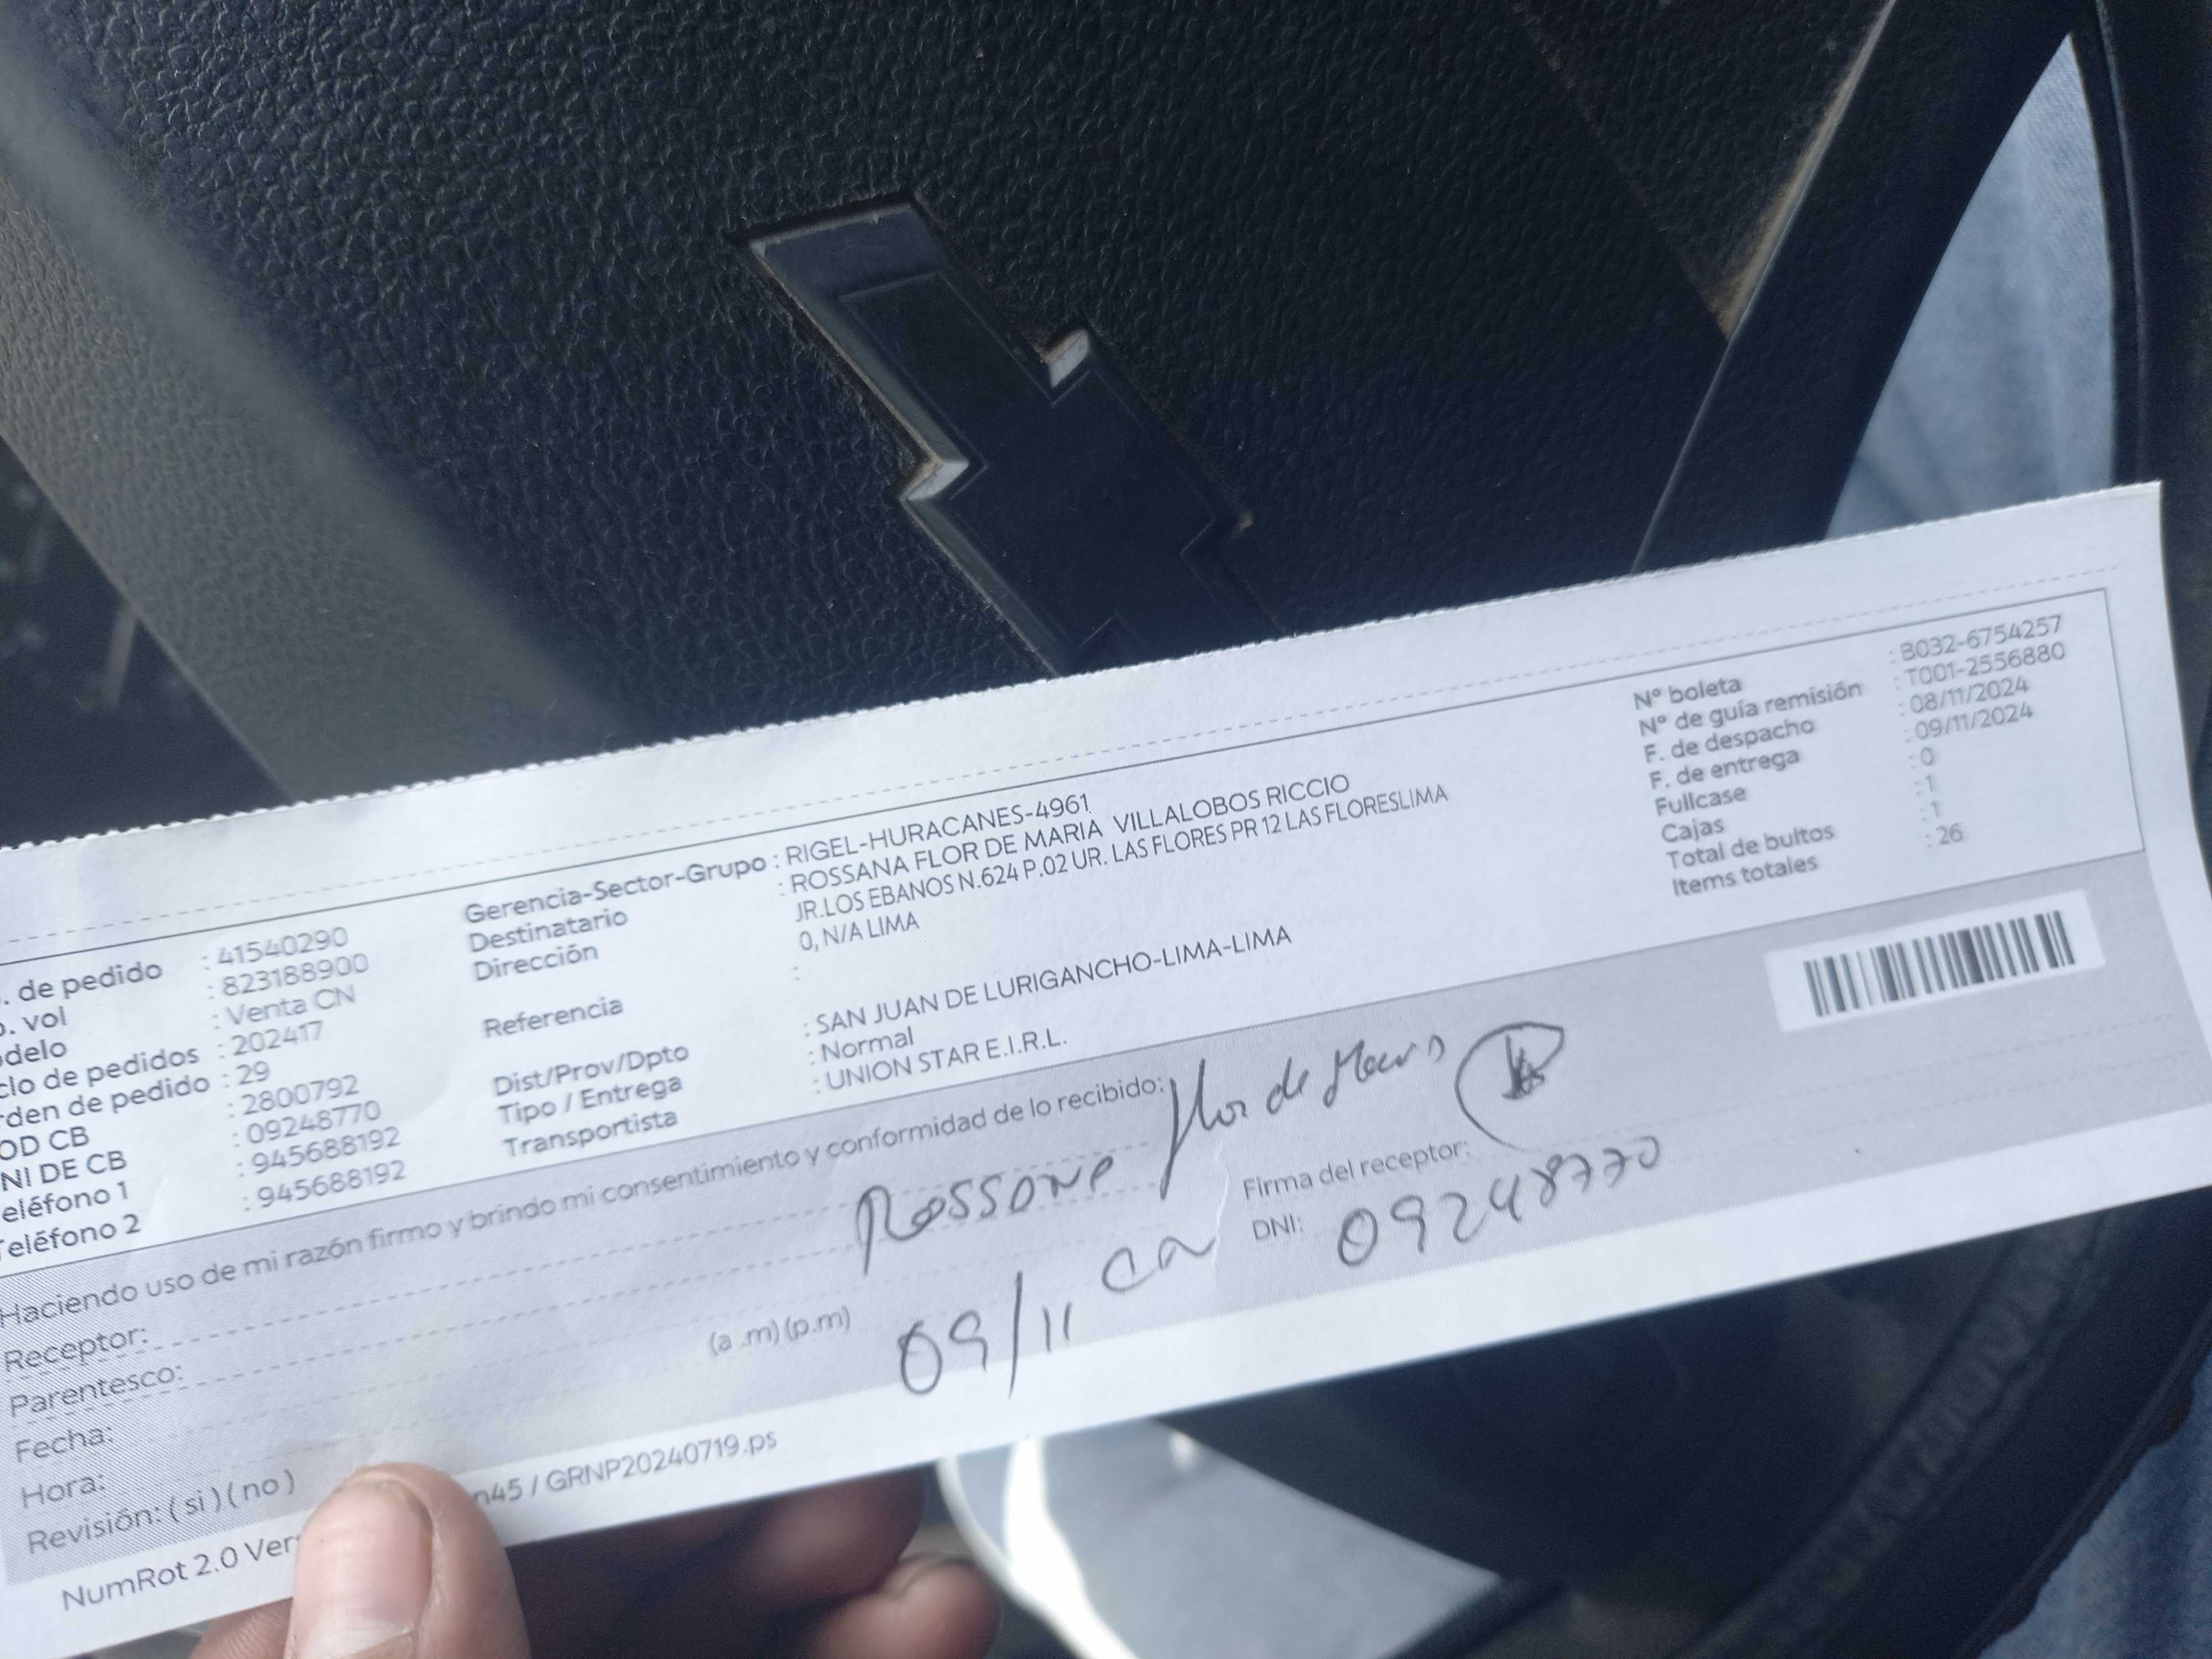 . de pedido : 41540290
. vol : 823188900
delo : Venta CN
clo de pedidos : 202417
rden de pedido : 29
OD CB : 2800792
NI DE CB : 09248770
eléfono 1 : 945688192
Teléfono 2 : 945688192
Gerencia-Sector-Grupo : RIGEL-HURACANES-4961
Destinatario : ROSSANA FLOR DE MARIA VILLALOBOS RICCIO
Dirección JR.LOS EBANOS N.624 P.02 UR. LAS FLORES PR 12 LAS FLORESLIMA
0, N/A LIMA
Referencia :
Dist/Prov/Dpto : SAN JUAN DE LURIGANCHO-LIMA-LIMA
Tipo / Entrega : Normal
Transportista : UNION STAR E.I.R.L.
Nº boleta : B032-6754257
Nº de guía remisión : T001-2556880
F. de despacho : 08/11/2024
F. de entrega : 09/11/2024
Fullcase : 0
Cajas : 1
Total de bultos : 1
Items totales : 26
Haciendo uso de mi razón firmo y brindo mi consentimiento y conformidad de lo recibido:
Receptor:
Parentesco:
Fecha:
Hora: (a .m) (p.m)
Revisión: ( si ) ( no )
Flor de
09/11
Firma del receptor:
DNI: 09248770
NumRot 2.0 Ver n45 / GRNP20240719.ps